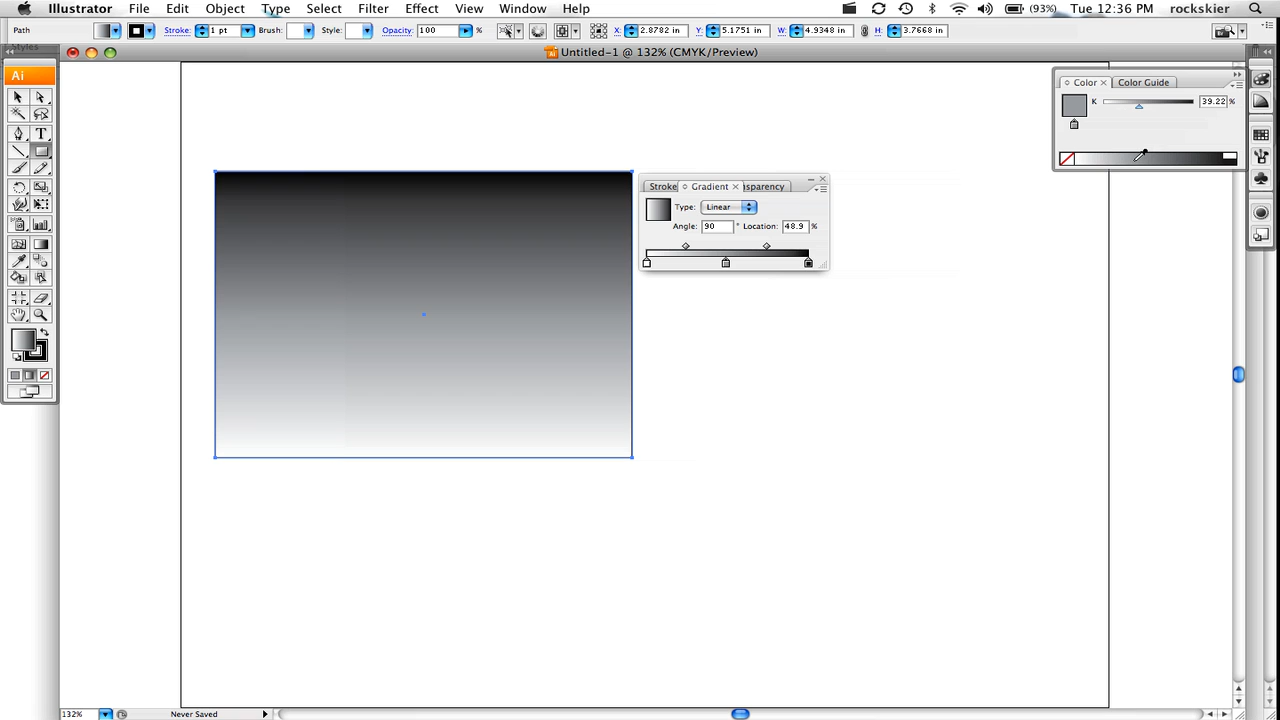 Illustrator File Edit Object Type Select Filter Effect View Window Help (93%) Tue 12:36 PM rockskier
Path Stroke: 1 pt Brush: Style: Opacity: 100 % X: 2.8782 in Y: 5.1751 in W: 4.9348 in H: 3.7668 in
Styles
Untitled-1 @ 132% (CMYK/Preview)
Ai
Color Color Guide
K 39.22 %
T
Stroke Gradient nsparency
Type: Linear
Angle: 90 ° Location: 48.9 %
132% Never Saved